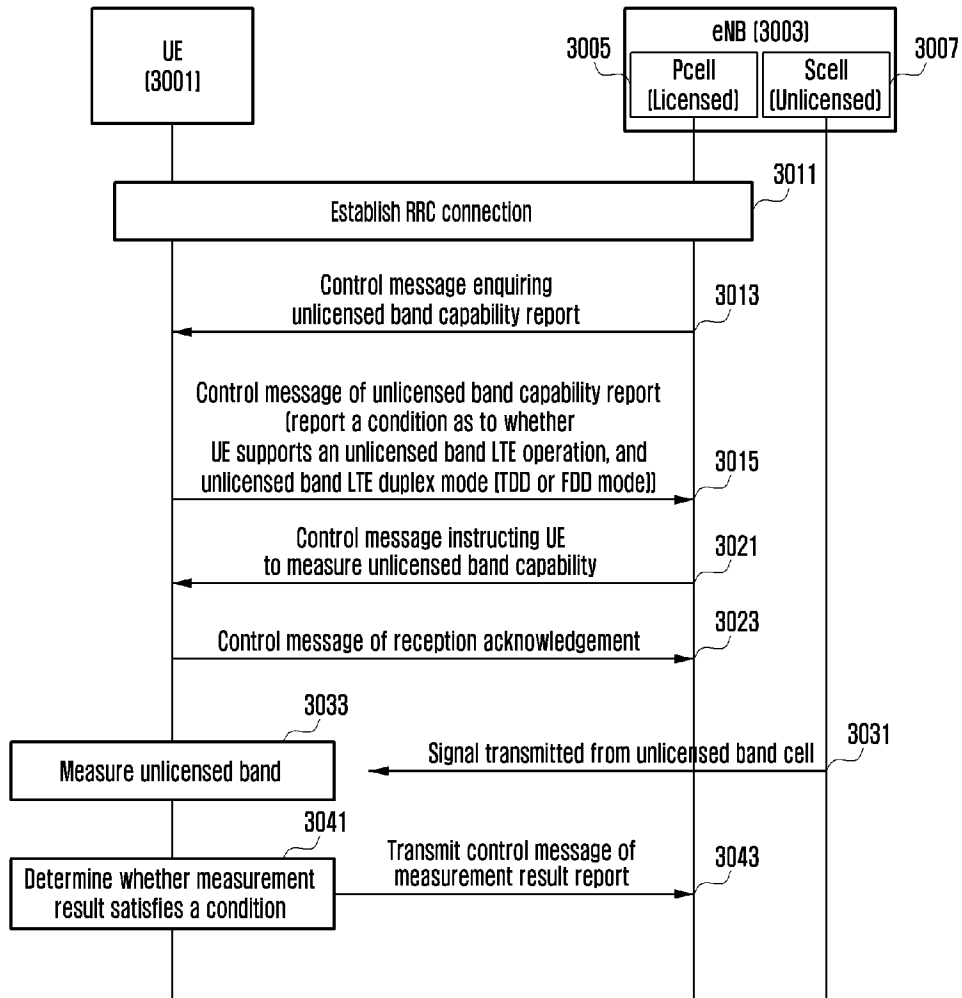 UE
(3001)
eNB (3003)
3005
Pcell
(Licensed)
Scell
(Unlicensed)
3007
3011
Establish RRC connection
Control message enquiring
unlicensed band capability report
3013
Control message of unlicensed band capability report
(report a condition as to whether
UE supports an unlicensed band LTE operation, and
unlicensed band LTE duplex mode (TDD or FDD mode))
3015
Control message instructing UE
to measure unlicensed band capability
3021
Control message of reception acknowledgement
3023
3033
Measure unlicensed band
Signal transmitted from unlicensed band cell
3031
3041
Determine whether measurement
result satisfies a condition
Transmit control message of
measurement result report
3043